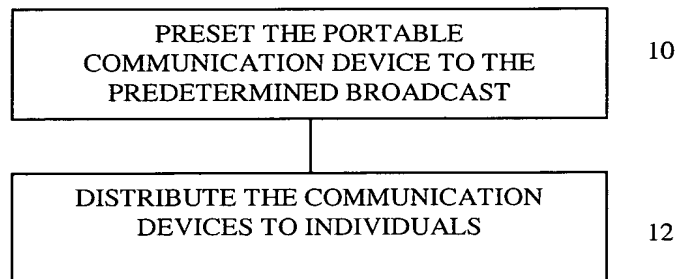 PRESET THE PORTABLE
COMMUNICATION DEVICE TO THE
PREDETERMINED BROADCAST
10
DISTRIBUTE THE COMMUNICATION
DEVICES TO INDIVIDUALS
12